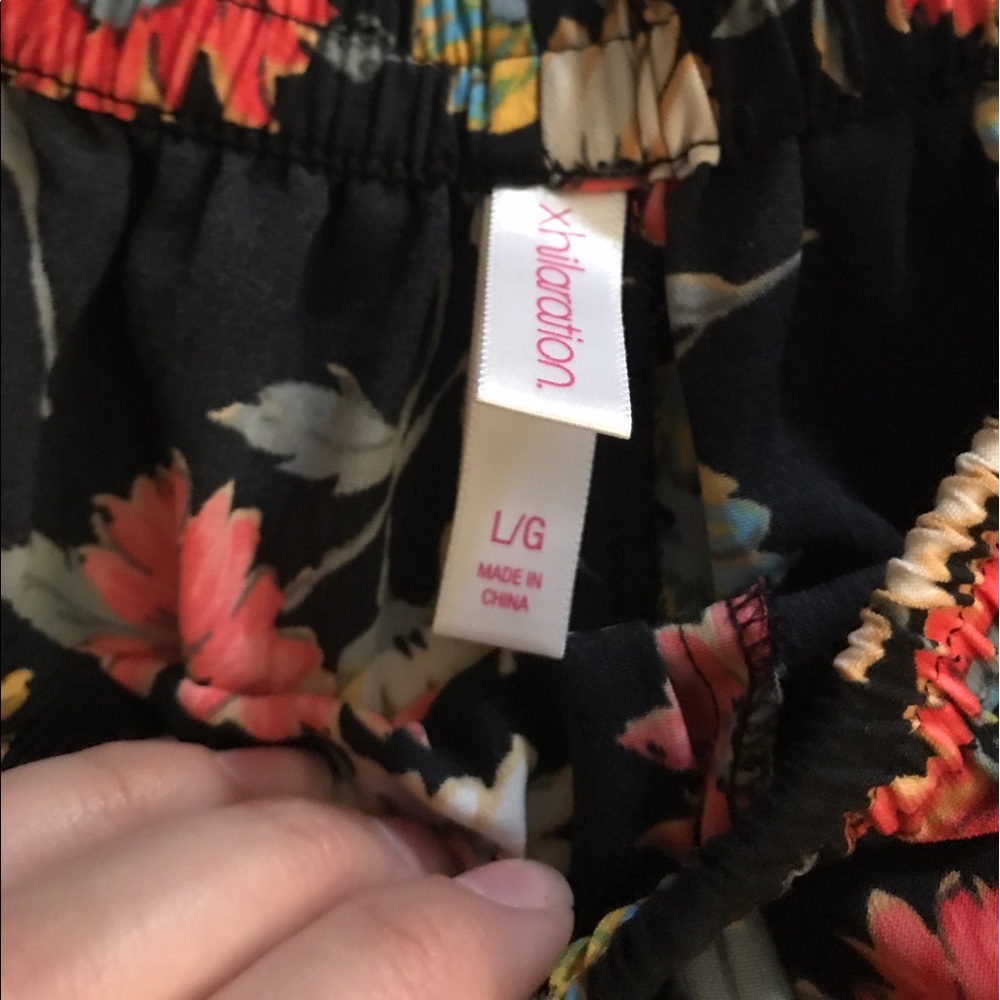 xhilaration.
L/G
MADE IN
CHINA